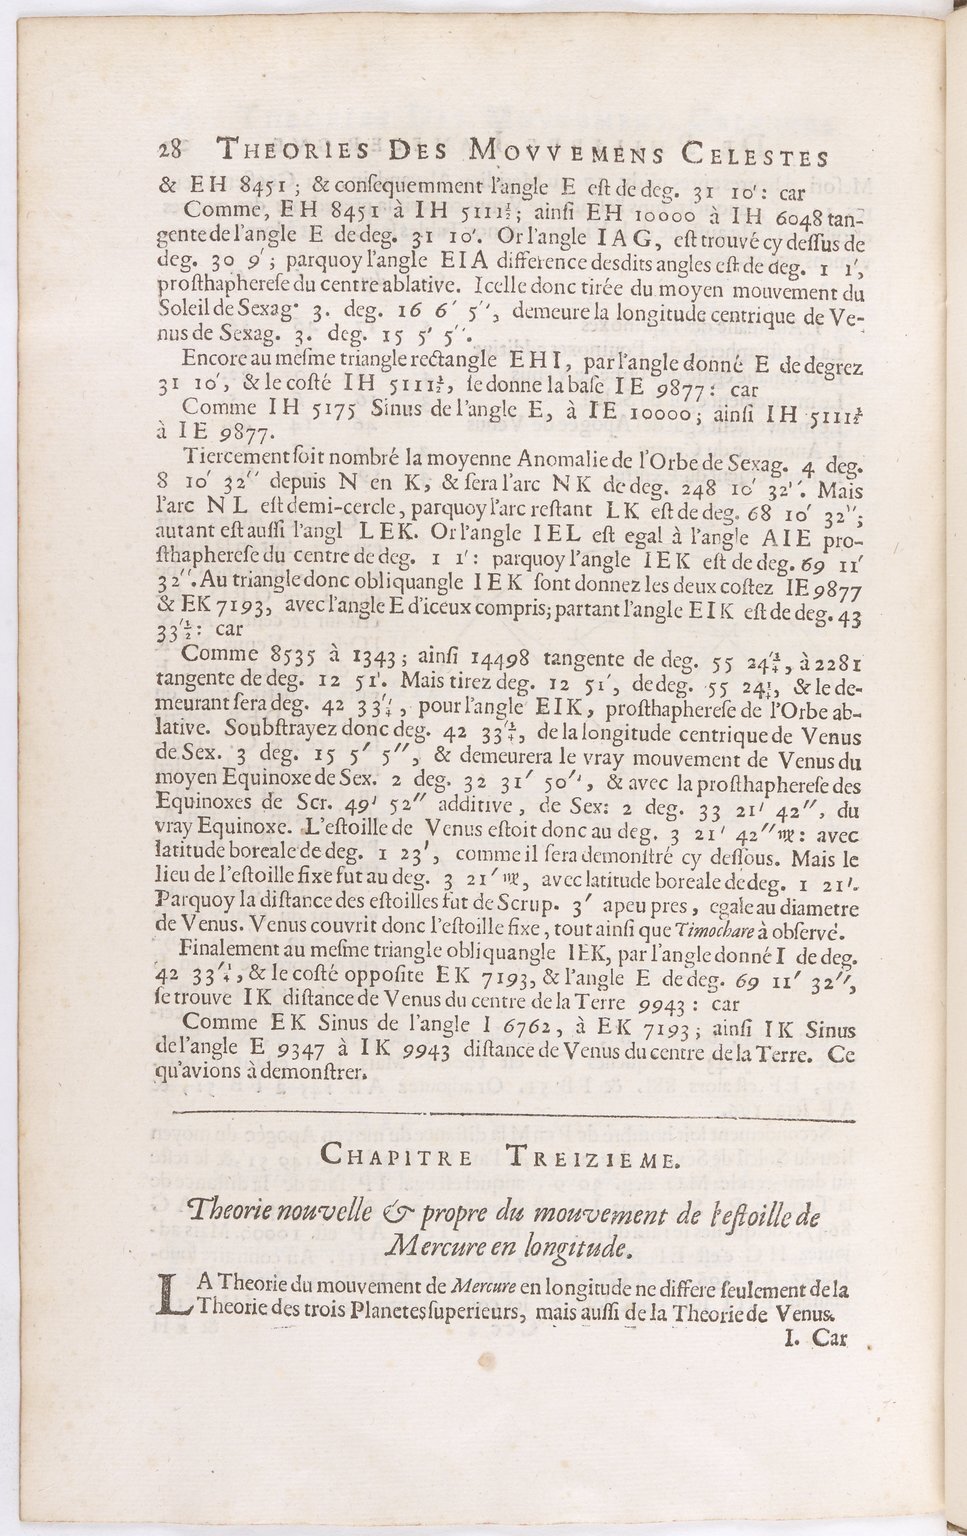 28 THEORIES DES MOVVEMENS CELESTES
& EH 8451 ; & conſequemment l'angle E eſt de deg. 31 10′ : car
Comme, EH 8451 à IH 5111½; ainſi EH 10000 à IH 6048 tan-
gente de l'angle E de deg. 31 10′. Or l'angle IAG, eſt trouvé cy deſſus de
deg. 30 9′ ; parquoy l'angle EIA difference desdits angles eſt de deg. 1 1′,
proſthaphereſe du centre ablative. Icelle donc tirée du moyen mouvement du
Soleil de Sexag. 3. deg. 16 6′ 5″, demeure la longitude centrique de Ve-
nus de Sexag. 3. deg. 15 5′ 5″.
Encore au meſme triangle rectangle EHI, par l'angle donné E de degrez
31 10′, & le coſté IH 5111½, ſe donne la baſe IE 9877 : car
Comme IH 5175 Sinus de l'angle E, à IE 10000 ; ainſi IH 5111½
à IE 9877.
Tiercement ſoit nombré la moyenne Anomalie de l'Orbe de Sexag. 4 deg.
8 10′ 32″ depuis N en K, & ſera l'arc NK de deg. 248 10′ 32″. Mais
l'arc NL eſt demi-cercle, parquoy l'arc reſtant LK eſt de deg. 68 10′ 32″;
autant eſt auſſi l'angl LEK. Or l'angle IEL eſt egal à l'angle AIE pro-
ſthaphereſe du centre de deg. 1 1′ : parquoy l'angle IEK eſt de deg. 69 11′
32″. Au triangle donc obliquangle IEK ſont donnez les deux coſtez IE 9877
& EK 7193, avec l'angle E d'iceux compris; partant l'angle EIK eſt de deg. 43
33′½ : car
Comme 8535 à 1343 ; ainſi 14498 tangente de deg. 55 24′¼, à 2281
tangente de deg. 12 51′. Mais tirez deg. 12 51′, de deg. 55 24¼, & le de-
meurant ſera deg. 42 33′¼, pour l'angle EIK, proſthaphereſe de l'Orbe ab-
lative. Soubſtrayez donc deg. 42 33′¼, de la longitude centrique de Venus
de Sex. 3 deg. 15 5′ 5″, & demeurera le vray mouvement de Venus du
moyen Equinoxe de Sex. 2 deg. 32 31′ 50″, & avec la proſthaphereſe des
Equinoxes de Scr. 49′ 52″ additive, de Sex: 2 deg. 33 21′ 42″, du
vray Equinoxe. L'eſtoille de Venus eſtoit donc au deg. 3 21′ 42″ ♍ : avec
latitude boreale de deg. 1 23′, comme il ſera demonſtré cy deſſous. Mais le
lieu de l'eſtoille fixe fut au deg. 3 21′ ♍, avec latitude boreale de deg. 1 21′.
Parquoy la diſtance des eſtoilles fut de Scrup. 3′ apeu pres, egale au diametre
de Venus. Venus couvrit donc l'eſtoille fixe, tout ainſi que Timochare à obſervé.
Finalement au meſme triangle obliquangle IEK, par l'angle donné I de deg.
42 33′¼, & le coſté oppoſite EK 7193, & l'angle E de deg. 69 11′ 32″,
ſe trouve IK diſtance de Venus du centre de la Terre 9943 : car
Comme EK Sinus de l'angle I 6762, à EK 7193 ; ainſi IK Sinus
de l'angle E 9347 à IK 9943 diſtance de Venus du centre de la Terre. Ce
qu'avions à demonſtrer.
CHAPITRE TREIZIEME.
Theorie nouvelle & propre du mouvement de l'eſtoille de
Mercure en longitude.
LA Theorie du mouvement de Mercure en longitude ne differe ſeulement de la
Theorie des trois Planetes ſuperieurs, mais auſſi de la Theorie de Venus.
I. Car